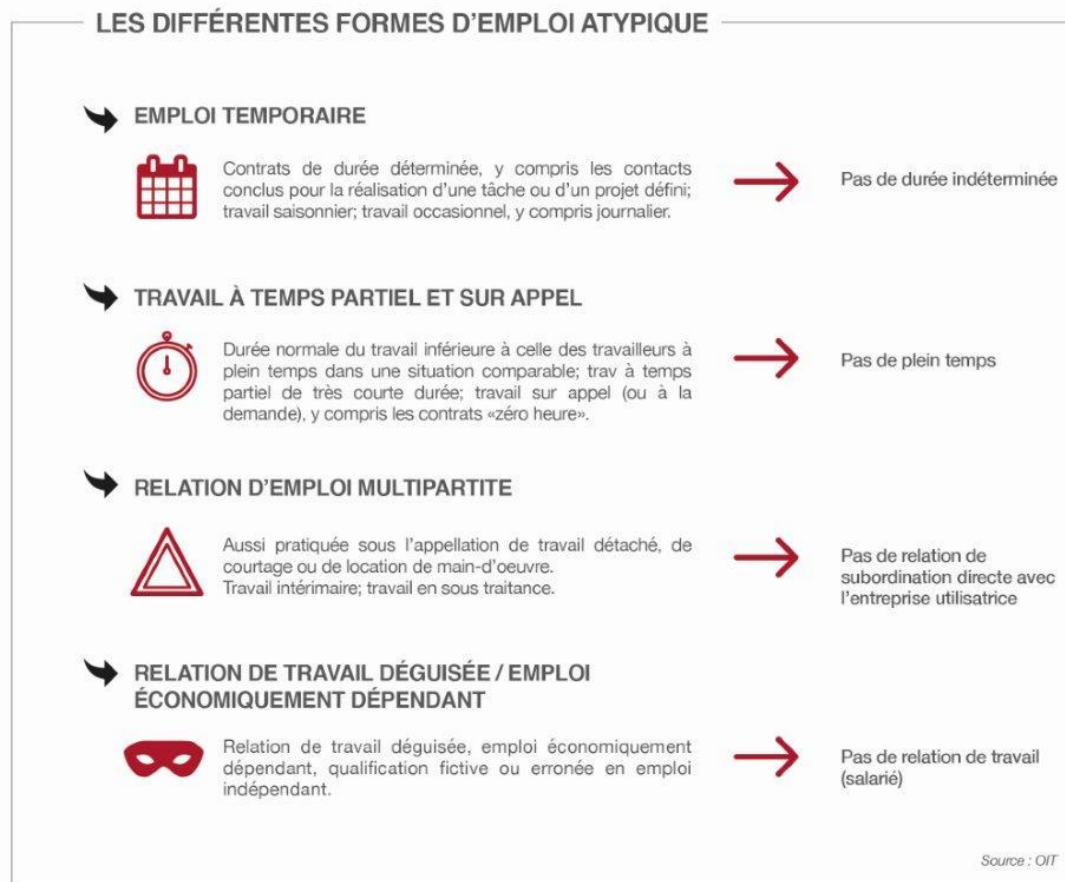 LES DIFFÉRENTES FORMES D'EMPLOI ATYPIQUE
EMPLOI TEMPORAIRE
Contrats de durée déterminée, y compris les contacts
conclus pour la réalisation d'une tâche ou d'un projet défini;
travail saisonnier; travail occasionnel, y compris journalier.
Pas de durée indéterminée
TRAVAIL À TEMPS PARTIEL ET SUR APPEL
Durée normale du travail inférieure à celle des travailleurs à
plein temps dans une situation comparable; trav à temps
partiel de très courte durée; travail sur appel (ou à la
demande), y compris les contrats «zéro heure».
Pas de plein temps
RELATION D'EMPLOI MULTIPARTITE
Aussi pratiquée sous l'appellation de travail détaché, de
courtage ou de location de main-d'oeuvre.
Travail intérimaire; travail en sous traitance.
Pas de relation de
subordination directe avec
l'entreprise utilisatrice
RELATION DE TRAVAIL DÉGUISÉE / EMPLOI
ÉCONOMIQUEMENT DÉPENDANT
Relation de travail déguisée, emploi économiquement
dépendant, qualification fictive ou erronée en emploi
indépendant.
Pas de relation de travail
(salarié)
Source : OIT